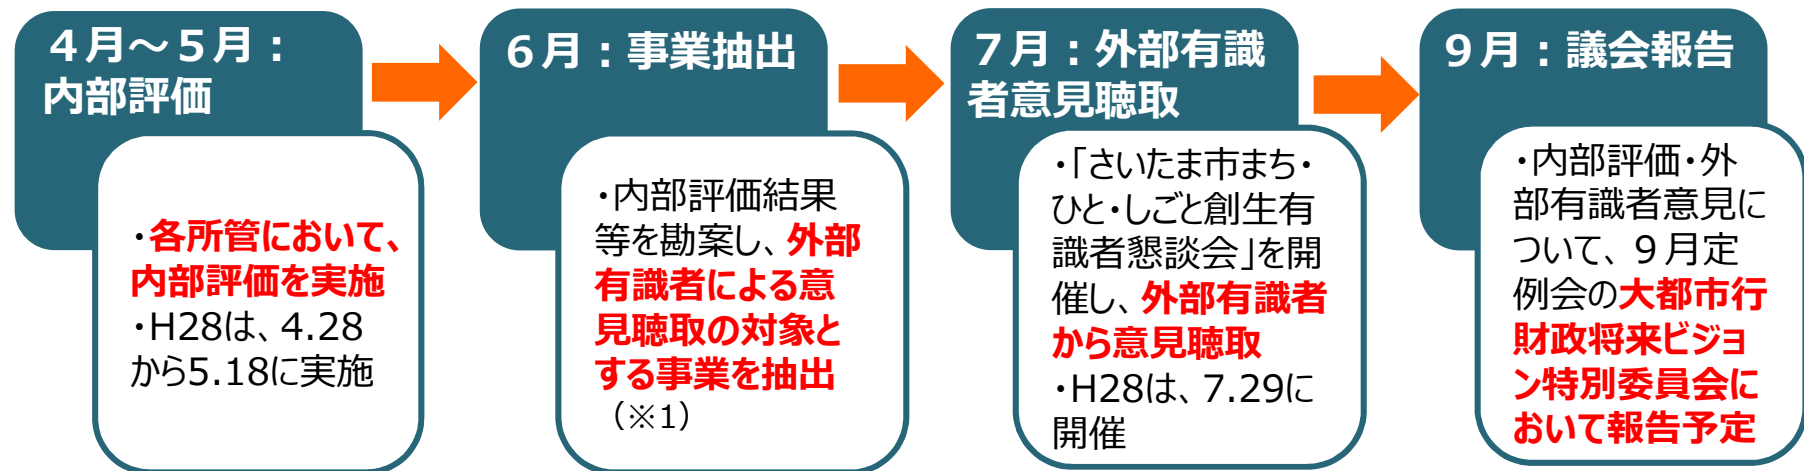 ４月～５月：
内部評価
・各所管において、
内部評価を実施
・H28は、4.28
から5.18に実施
６月：事業抽出
・内部評価結果
等を勘案し、外部
有識者による意
見聴取の対象と
する事業を抽出
（※1）
７月：外部有識
者意見聴取
・「さいたま市まち・
ひと・しごと創生有
識者懇談会」を開
催し、外部有識者
から意見聴取
・H28は、7.29に
開催
９月：議会報告
・内部評価・外
部有識者意見に
ついて、９月定
例会の大都市行
財政将来ビジョ
ン特別委員会に
おいて報告予定